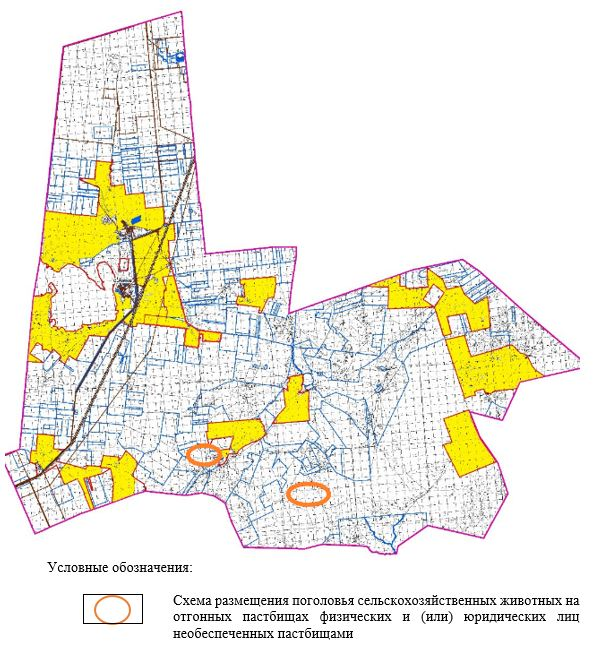 Условные обозначения:
Схема размещения поголовья сельскохозяйственных животных на
отгонных пастбищах физических и (или) юридических лиц
необеспеченных пастбищами